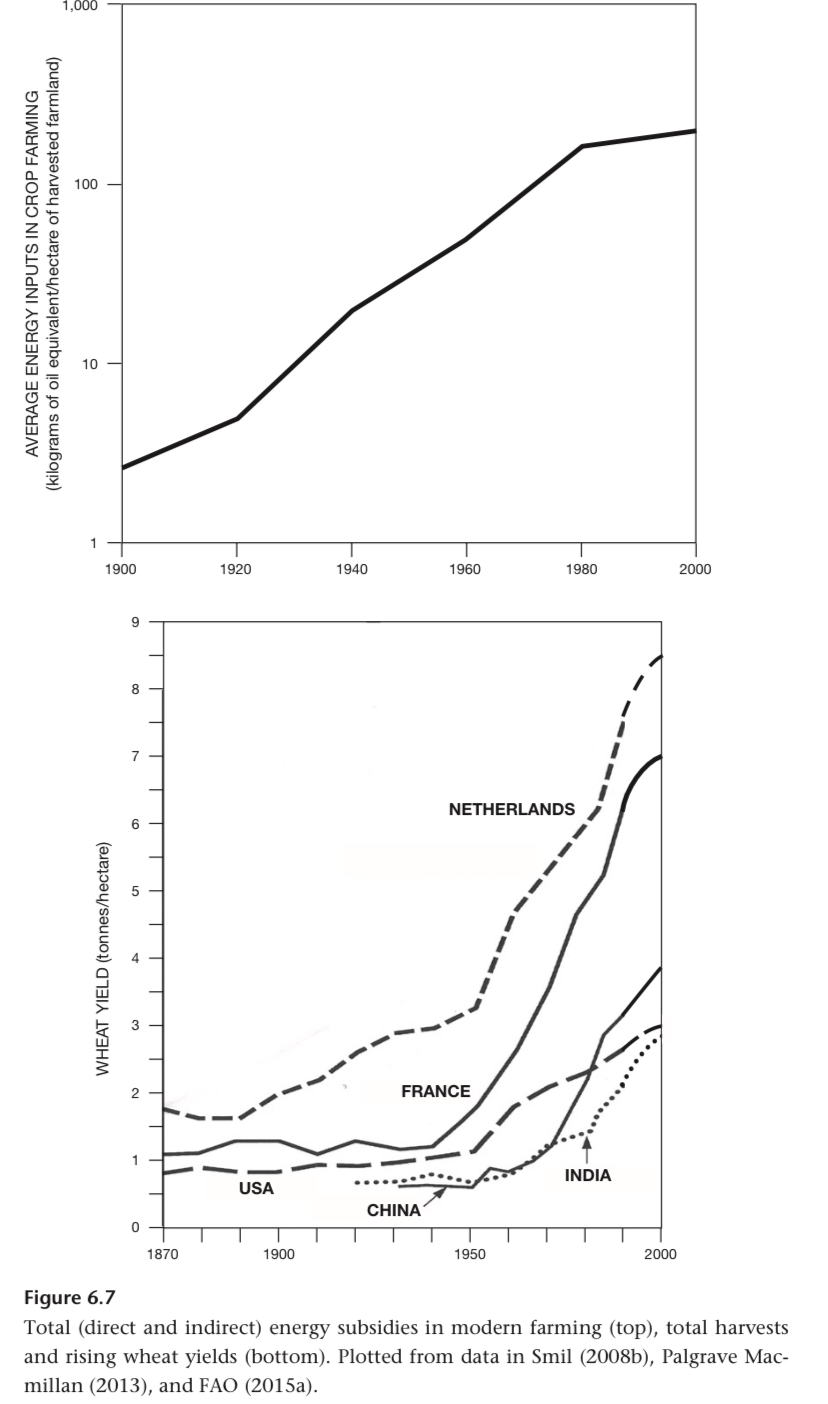 1,000
100
10
1
AVERAGE ENERGY INPUTS IN CROP FARMING
(kilograms of oil equivalent/hectare of harvested farmland)
1900 1920 1940 1960 1980 2000
9
8
7
6
5
4
3
2
1
0
WHEAT YIELD (tonnes/hectare)
NETHERLANDS
FRANCE
USA
INDIA
CHINA
1870 1900 1950 2000
Figure 6.7
Total (direct and indirect) energy subsidies in modern farming (top), total harvests
and rising wheat yields (bottom). Plotted from data in Smil (2008b), Palgrave Mac-
millan (2013), and FAO (2015a).